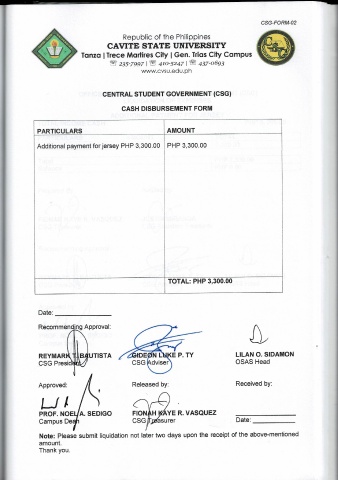 CSG-FORM-02
Republic of the Philippines
CAVITE STATE UNIVERSITY
Tanza | Trece Martires City | Gen. Trias City Campus
☏ 235-7997 | ☏ 410-5247 | ☏ 437-0693
www.cvsu.edu.ph
CENTRAL STUDENT GOVERNMENT (CSG)
CASH DISBURSEMENT FORM
PARTICULARS AMOUNT
Additional payment for jersey PHP 3,300.00 PHP 3,300.00
TOTAL: PHP 3,300.00
Date:
Recommending Approval:
REYMARK T. BAUTISTA GIDEON LUKE P. TY LILAN O. SIDAMON
CSG President CSG Adviser OSAS Head
Approved: Released by: Received by:
PROF. NOEL A. SEDIGO FIONAH KAYE R. VASQUEZ
Campus Dean CSG Treasurer Date:
Note: Please submit liquidation not later two days upon the receipt of the above-mentioned
amount.
Thank you.